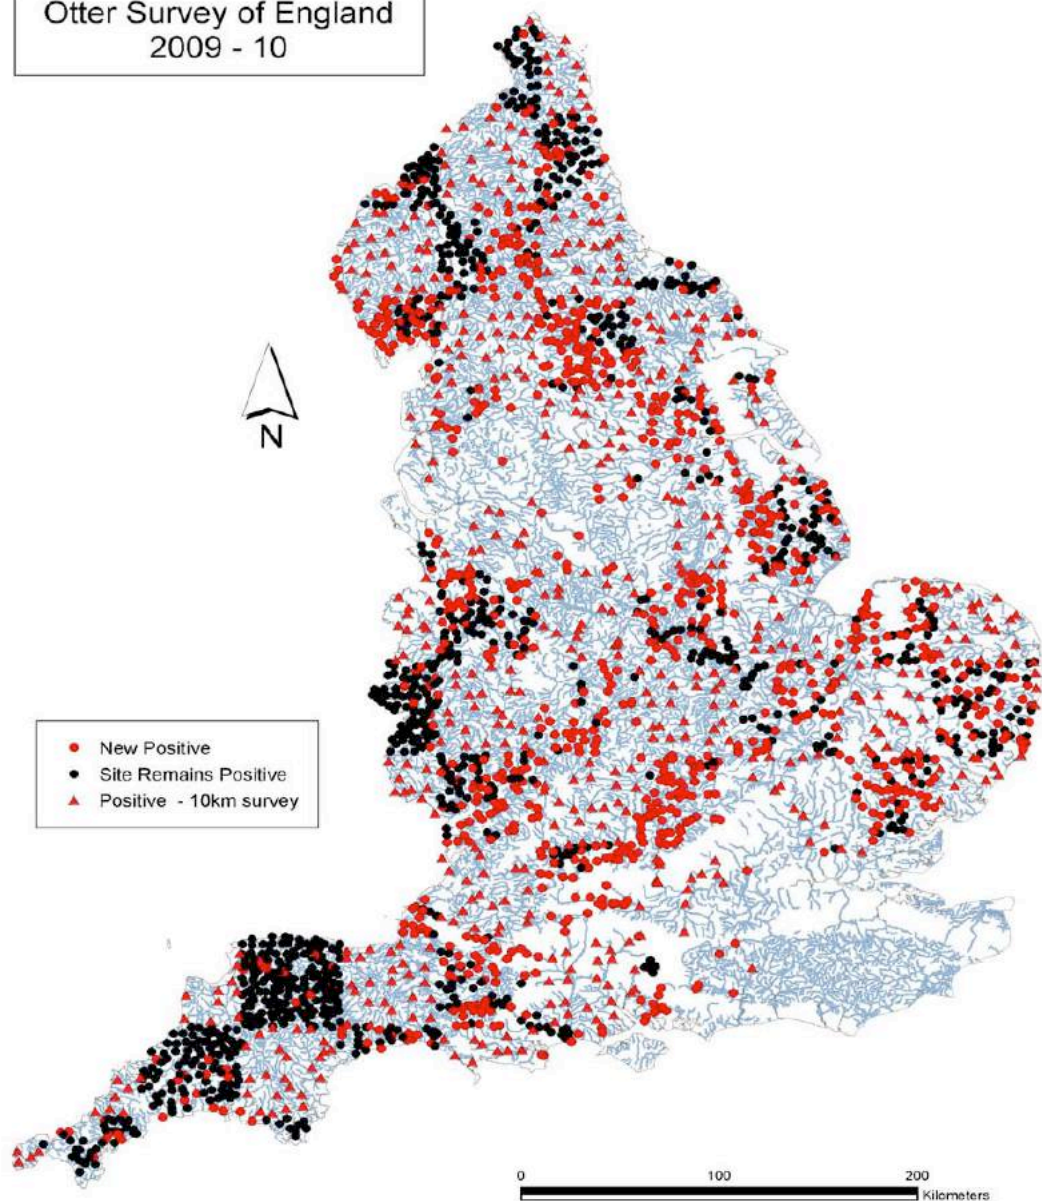 Otter Survey of England
2009 - 10
N
New Positive
Site Remains Positive
Positive - 10km survey
0 100 200
Kilometers